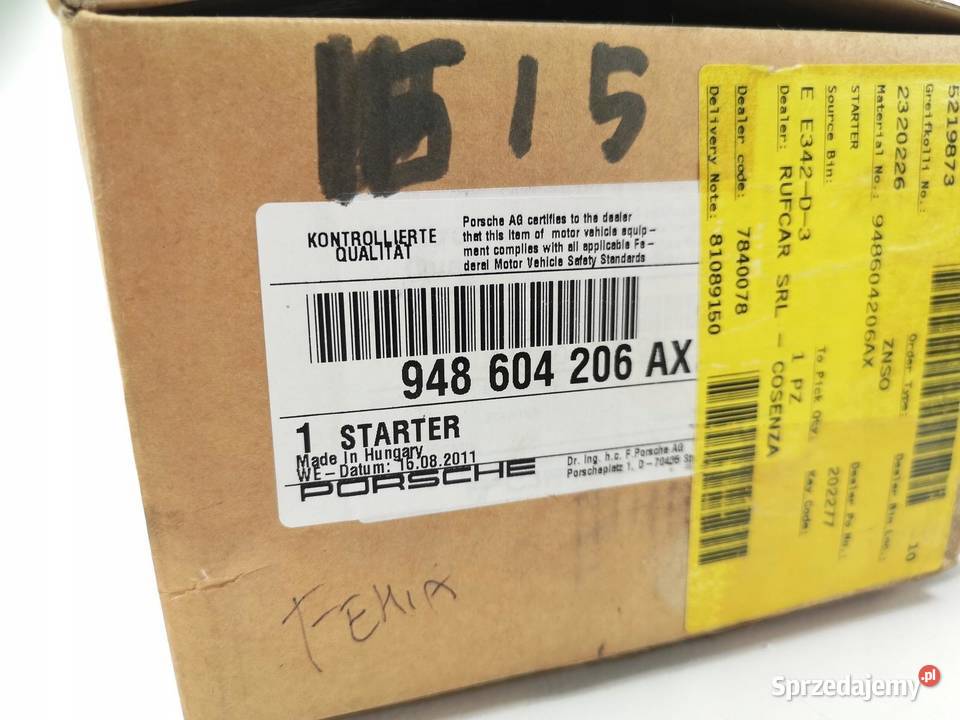 15
KONTROLLIERTE
QUALITÄT
Porsche AG certifies to the dealer
that this item of motor vehicle equip-
ment complies with all applicable Fe-
deral Motor Vehicle Safety Standards
948 604 206 AX
1 STARTER
Made in Hungary
WE-Datum: 16.08.2011
PORSCHE
Dr. Ing. h.c. F.Porsche AG
Porscheplatz 1, D-70435
Greifkolli No.:
5219873
2320226
Material No.: 948604206AX
STARTER
Order Type:
ZNSO
Source Bin:
E E342-D-3
To Pick Qty.
1 PZ
Dealer Bin Loc.:
10
Dealer: RUFCAR SRL - COSENZA
Dealer Po Nr.:
202277
Key Code:
Dealer code: 7840078
Delivery Note: 81089150
Sprzedajemy.pl